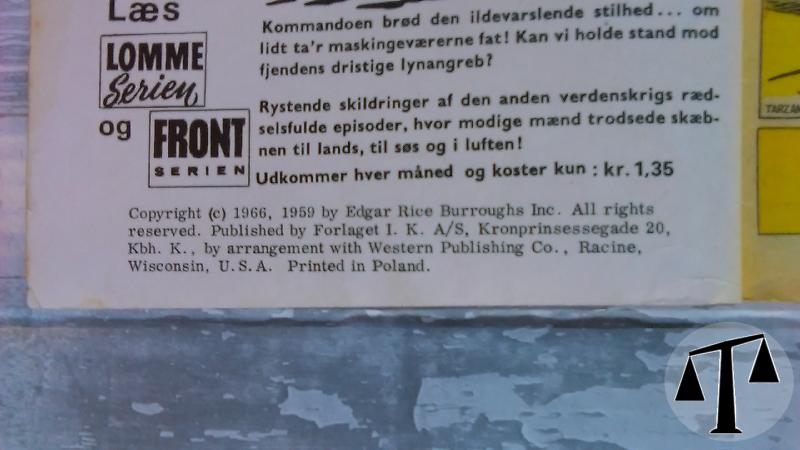 Læs
LOMME
Serien
og
FRONT
SERIEN
Kommandoen brød den ildevarslende stilhed... om
lidt ta'r maskingeværerne fat! Kan vi holde stand mod
fjendens dristige lynangreb?
Rystende skildringer af den anden verdenskrigs ræd-
selsfulde episoder, hvor modige mænd trodsede skæb-
nen til lands, til søs og i luften!
Udkommer hver måned og koster kun : kr. 1,35
Copyright (c) 1966, 1959 by Edgar Rice Burroughs Inc. All rights
reserved. Published by Forlaget I. K. A/S, Kronprinsessegade 20,
Kbh. K., by arrangement with Western Publishing Co., Racine,
Wisconsin, U.S.A. Printed in Poland.
TARZAN